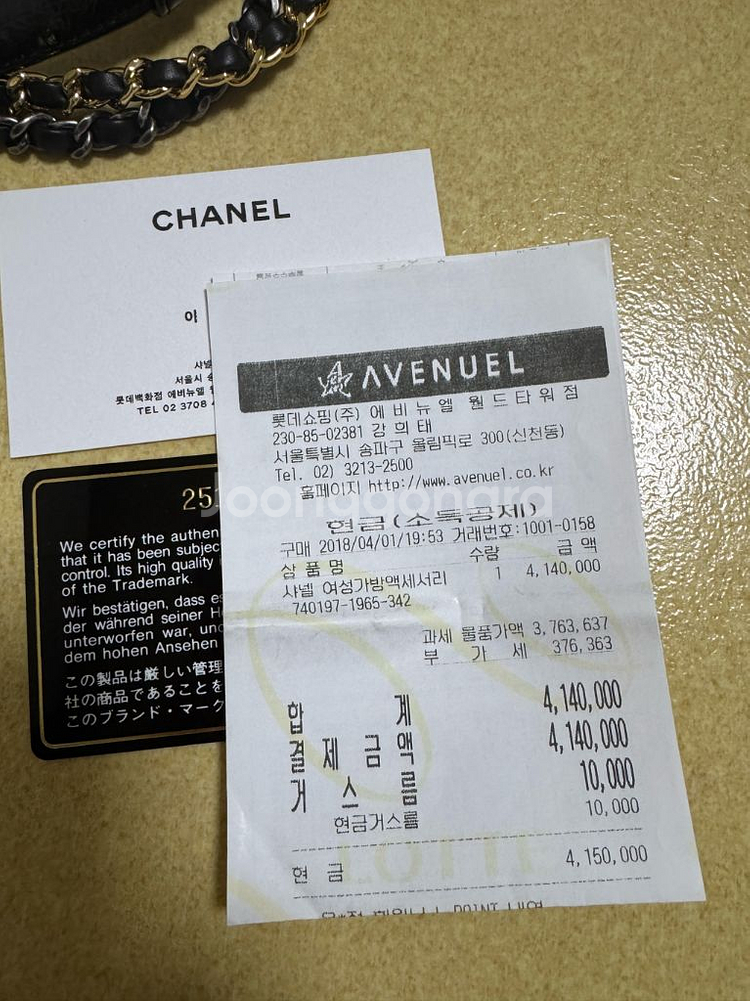 CHANEL
이
샤넬
서울시 송
롯데백화점 에비뉴엘
TEL 02 3708
25
We certify the authen
that it has been subjec
control. Its high quality
of the Trademark.
Wir bestätigen, dass es
der während seiner He
unterworfen war, und
dem hohen Ansehen
この製品は厳しい管理
社の商品であることを
このブランド・マーク
AVENUEL
롯데쇼핑(주) 에비뉴엘 월드타워점
230-85-02381 강희태
서울특별시 송파구 올림픽로 300(신천동)
Tel. 02) 3213-2500
홈페이지 http://www.avenuel.co.kr
Joongonara
현금(소득공제)
구매 2018/04/01/19:53 거래번호:1001-0158
상품명 수량 금액
샤넬 여성가방액세서리 1 4,140,000
740197-1965-342
과세 물품가액 3,763,637
부 가 세 376,363
합 계 4,140,000
결제금액 4,140,000
거스름 10,000
현금거스름 10,000
LOTTE
현 금 4,150,000